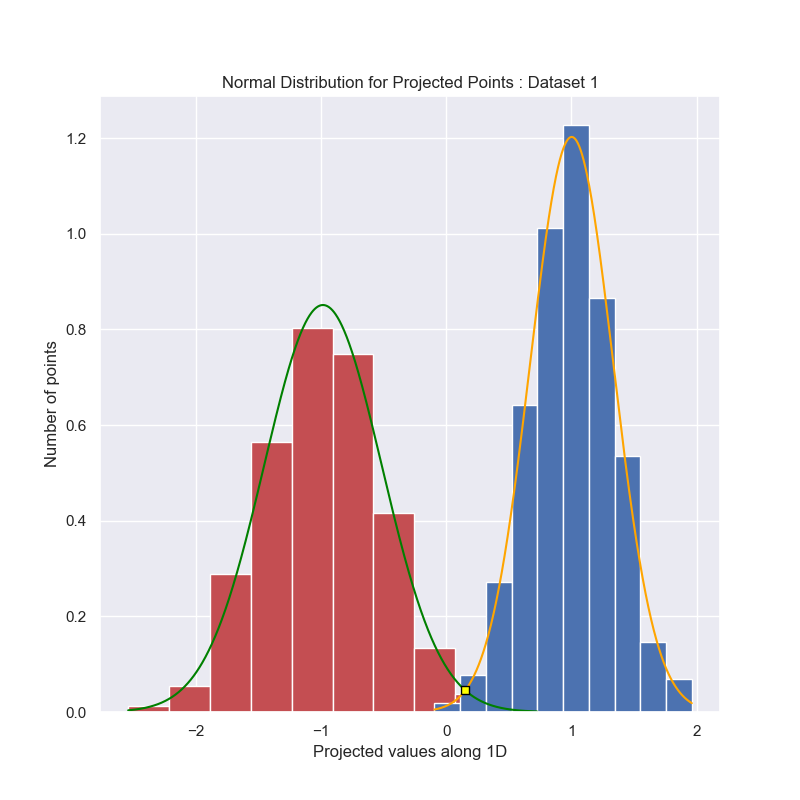 Normal Distribution for Projected Points : Dataset 1
Number of points
1.2
1.0
0.8
0.6
0.4
0.2
0.0
−2 −1 0 1 2
Projected values along 1D